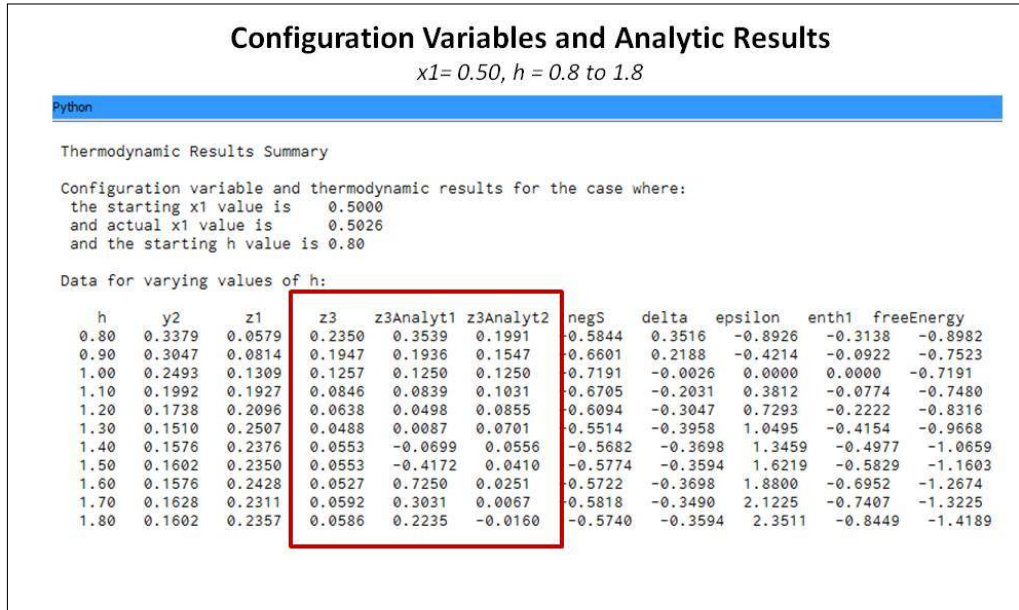 Configuration Variables and Analytic Results
x1= 0.50, h = 0.8 to 1.8
Python
Thermodynamic Results Summary
Configuration variable and thermodynamic results for the case where:
the starting x1 value is 0.5000
and actual x1 value is 0.5026
and the starting h value is 0.80
Data for varying values of h:
h y2 z1 z3 z3Analyt1 z3Analyt2 negS delta epsilon enth1 freeEnergy
0.80 0.3379 0.0579 0.2350 0.3539 0.1991 -0.5844 0.3516 -0.8926 -0.3138 -0.8982
0.90 0.3047 0.0814 0.1947 0.1936 0.1547 -0.6601 0.2188 -0.4214 -0.0922 -0.7523
1.00 0.2493 0.1309 0.1257 0.1250 0.1250 -0.7191 -0.0026 0.0000 0.0000 -0.7191
1.10 0.1992 0.1927 0.0846 0.0839 0.1031 -0.6705 -0.2031 0.3812 -0.0774 -0.7480
1.20 0.1738 0.2096 0.0638 0.0498 0.0855 -0.6094 -0.3047 0.7293 -0.2222 -0.8316
1.30 0.1510 0.2507 0.0488 0.0087 0.0701 -0.5514 -0.3958 1.0495 -0.4154 -0.9668
1.40 0.1576 0.2376 0.0553 -0.0699 0.0556 -0.5682 -0.3698 1.3459 -0.4977 -1.0659
1.50 0.1602 0.2350 0.0553 -0.4172 0.0410 -0.5774 -0.3594 1.6219 -0.5829 -1.1603
1.60 0.1576 0.2428 0.0527 0.7250 0.0251 -0.5722 -0.3698 1.8800 -0.6952 -1.2674
1.70 0.1628 0.2311 0.0592 0.3031 0.0067 -0.5818 -0.3490 2.1225 -0.7407 -1.3225
1.80 0.1602 0.2357 0.0586 0.2235 -0.0160 -0.5740 -0.3594 2.3511 -0.8449 -1.4189